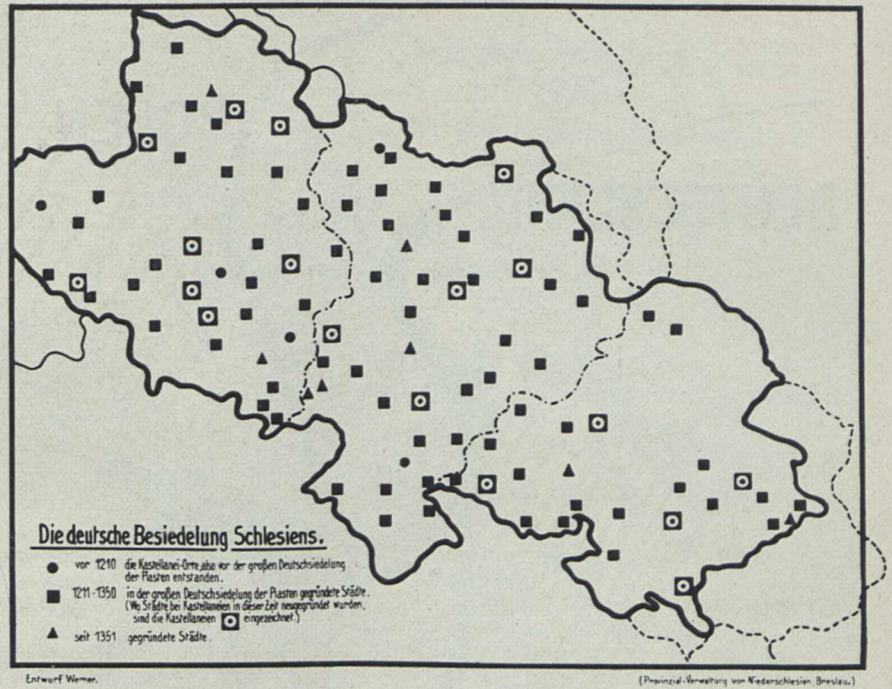 Die deutsche Besiedelung Schlesiens.
vor 1210 die Kastellanei-Orte, also vor der großen Deutschsiedelung
der Piasten entstanden.
1211-1350 in der großen Deutschsiedelung der Piasten gegründete Städte.
(Wo Städte bei Kastellaneien in dieser Zeit neugegründet wurden,
sind die Kastellaneien eingezeichnet.)
seit 1351 gegründete Städte.
Entwurf Werner.
(Provinzial-Verwaltung von Niederschlesien, Breslau.)